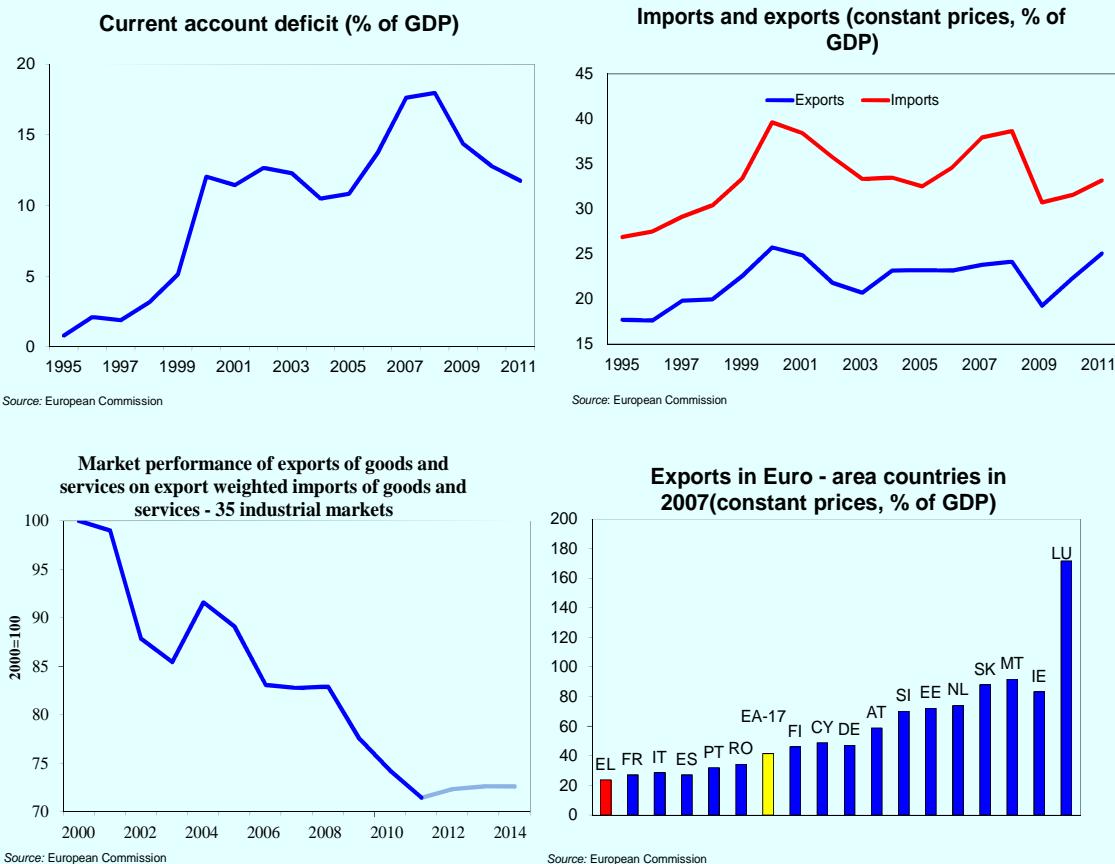 Current account deficit (% of GDP)
20
15
10
5
0
1995 1997 1999 2001 2003 2005 2007 2009 2011
Source: European Commission
Imports and exports (constant prices, % of
GDP)
Exports Imports
45
40
35
30
25
20
15
1995 1997 1999 2001 2003 2005 2007 2009 2011
Source: European Commission
Market performance of exports of goods and
services on export weighted imports of goods and
services - 35 industrial markets
2000=100
100
95
90
85
80
75
70
2000 2002 2004 2006 2008 2010 2012 2014
Source: European Commission
Exports in Euro - area countries in
2007(constant prices, % of GDP)
200
180
160
140
120
100
80
60
40
20
0
EL FR IT ES PT RO EA-17 FI CY DE AT SI EE NL SK MT IE LU
Source: European Commission